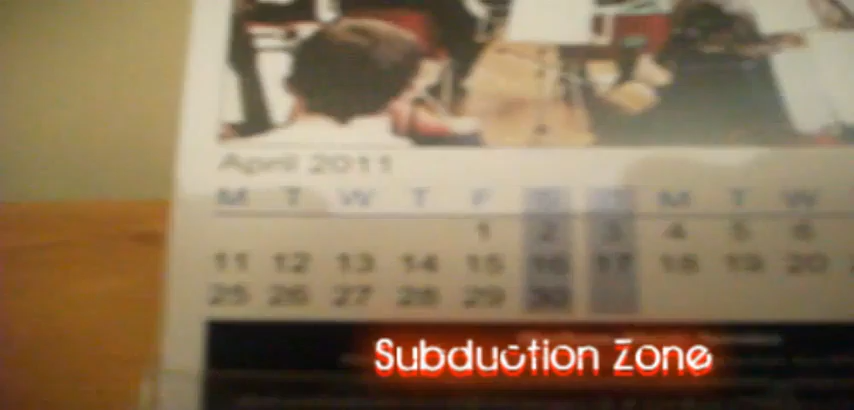 April 2011
M T W T F S S M T W
1 2 3 4 5 6
11 12 13 14 15 16 17 18 19 20
25 26 27 28 29 30
Subduction Zone